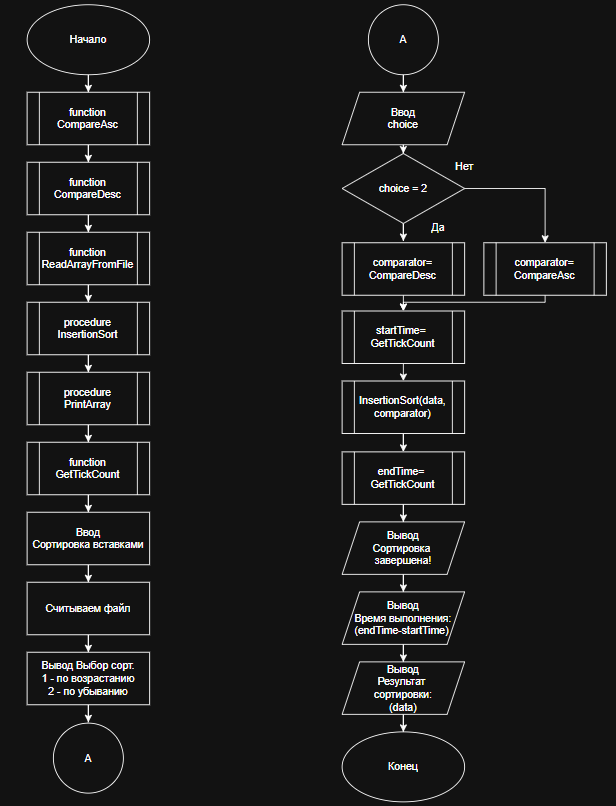 Начало
function
CompareAsc
function
CompareDesc
function
ReadArrayFromFile
procedure
InsertionSort
procedure
PrintArray
function
GetTickCount
Ввод
Сортировка вставками
Считываем файл
Вывод Выбор сорт.
1 - по возрастанию
2 - по убыванию
А
А
Ввод
choice
choice = 2
Нет
Да
comparator=
CompareDesc
comparator=
CompareAsc
startTime=
GetTickCount
InsertionSort(data,
comparator)
endTime=
GetTickCount
Вывод
Сортировка
завершена!
Вывод
Время выполнения:
(endTime-startTime)
Вывод
Результат
сортировки:
(data)
Конец